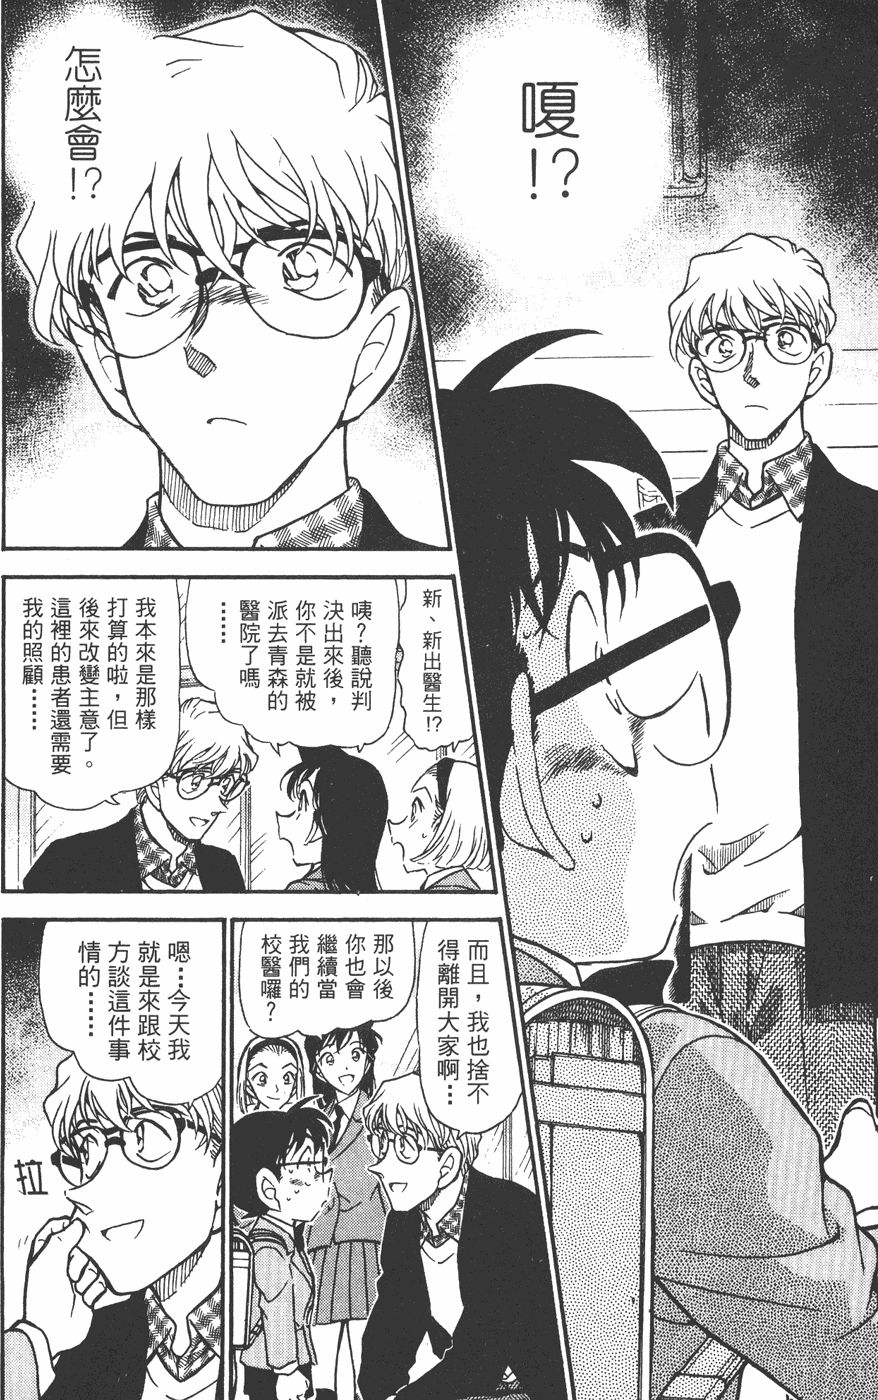 嗄!?
怎麼會!?
新、新出醫生!?
咦?聽說判
決出來後,
你不是就被
派去青森的
醫院了嗎
……
我本來是那樣
打算的啦,但
後來改變主意了。
這裡的患者還需要
我的照顧……
而且,我也捨不
得離開大家啊…
那以後
你也會
繼續當
我們的
校醫囉?
嗯…今天我
就是來跟校
方談這件事
情的……
拉